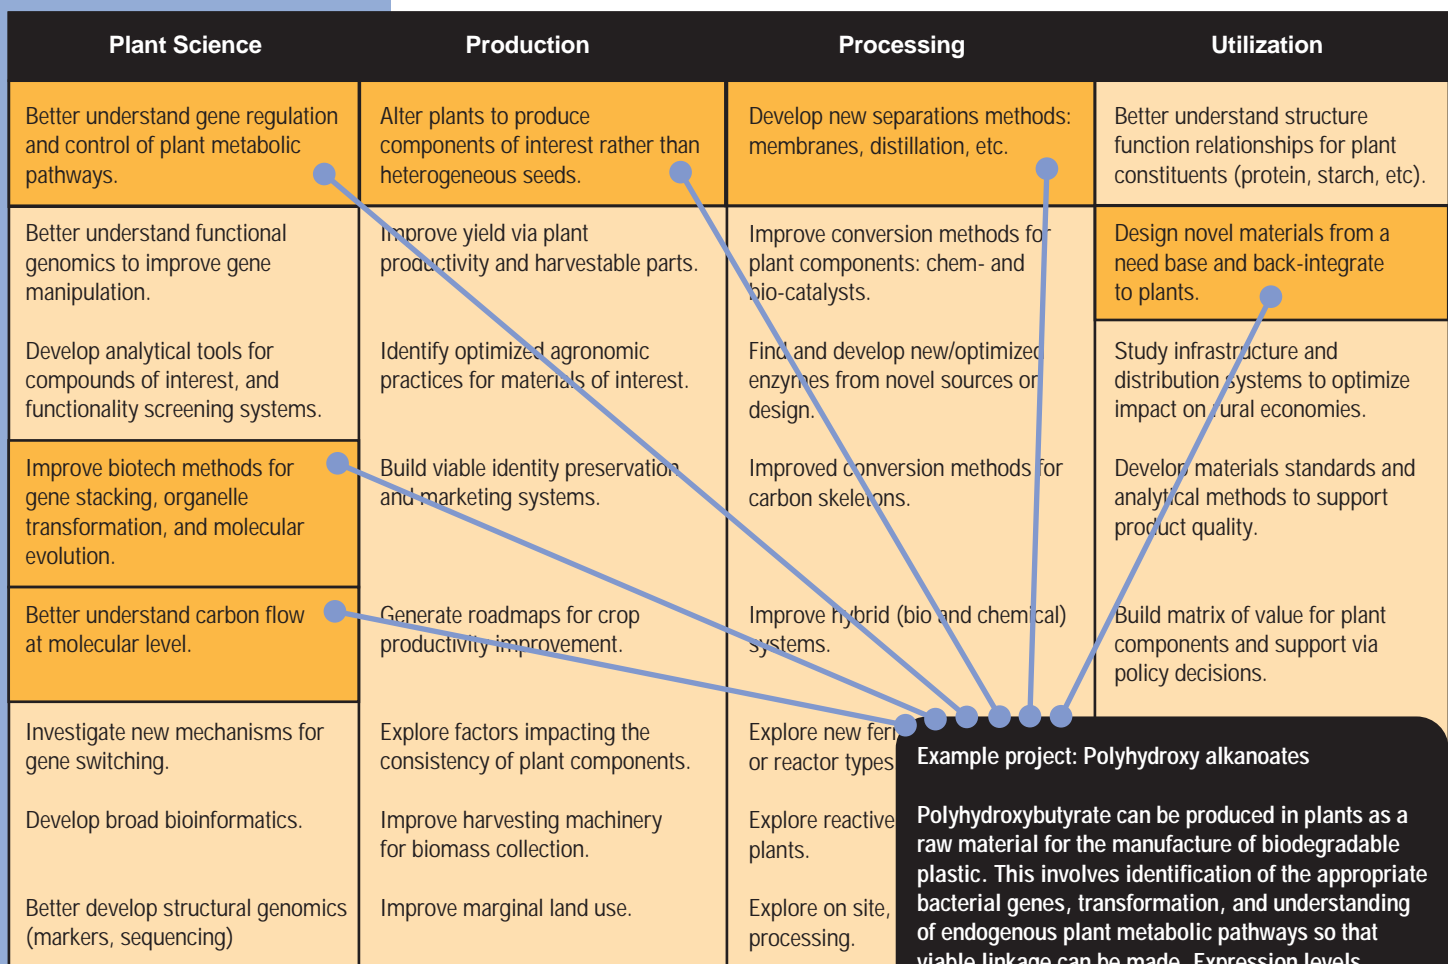 Plant Science
Production
Processing
Utilization
Better understand gene regulation
and control of plant metabolic
pathways.
Alter plants to produce
components of interest rather than
heterogeneous seeds.
Develop new separations methods:
membranes, distillation, etc.
Better understand structure
function relationships for plant
constituents (protein, starch, etc).
Better understand functional
genomics to improve gene
manipulation.
Improve yield via plant
productivity and harvestable parts.
Improve conversion methods for
plant components: chem- and
bio-catalysts.
Design novel materials from a
need base and back-integrate
to plants.
Develop analytical tools for
compounds of interest, and
functionality screening systems.
Identify optimized agronomic
practices for materials of interest.
Find and develop new/optimized
enzymes from novel sources or
design.
Study infrastructure and
distribution systems to optimize
impact on rural economies.
Improve biotech methods for
gene stacking, organelle
transformation, and molecular
evolution.
Build viable identity preservation
and marketing systems.
Improved conversion methods for
carbon skeletons.
Develop materials standards and
analytical methods to support
product quality.
Better understand carbon flow
at molecular level.
Generate roadmaps for crop
productivity improvement.
Improve hybrid (bio and chemical)
systems.
Build matrix of value for plant
components and support via
policy decisions.
Investigate new mechanisms for
gene switching.
Explore factors impacting the
consistency of plant components.
Explore new
or reactor types
Develop broad bioinformatics.
Improve harvesting machinery
for biomass collection.
Explore reactive
plants.
Better develop structural genomics
(markers, sequencing)
Improve marginal land use.
Explore on site,
processing.
Example project: Polyhydroxy alkanoates
Polyhydroxybutyrate can be produced in plants as a
raw material for the manufacture of biodegradable
plastic. This involves identification of the appropriate
bacterial genes, transformation, and understanding
of endogenous plant metabolic pathways so that
viable linkage can be made. Expression levels